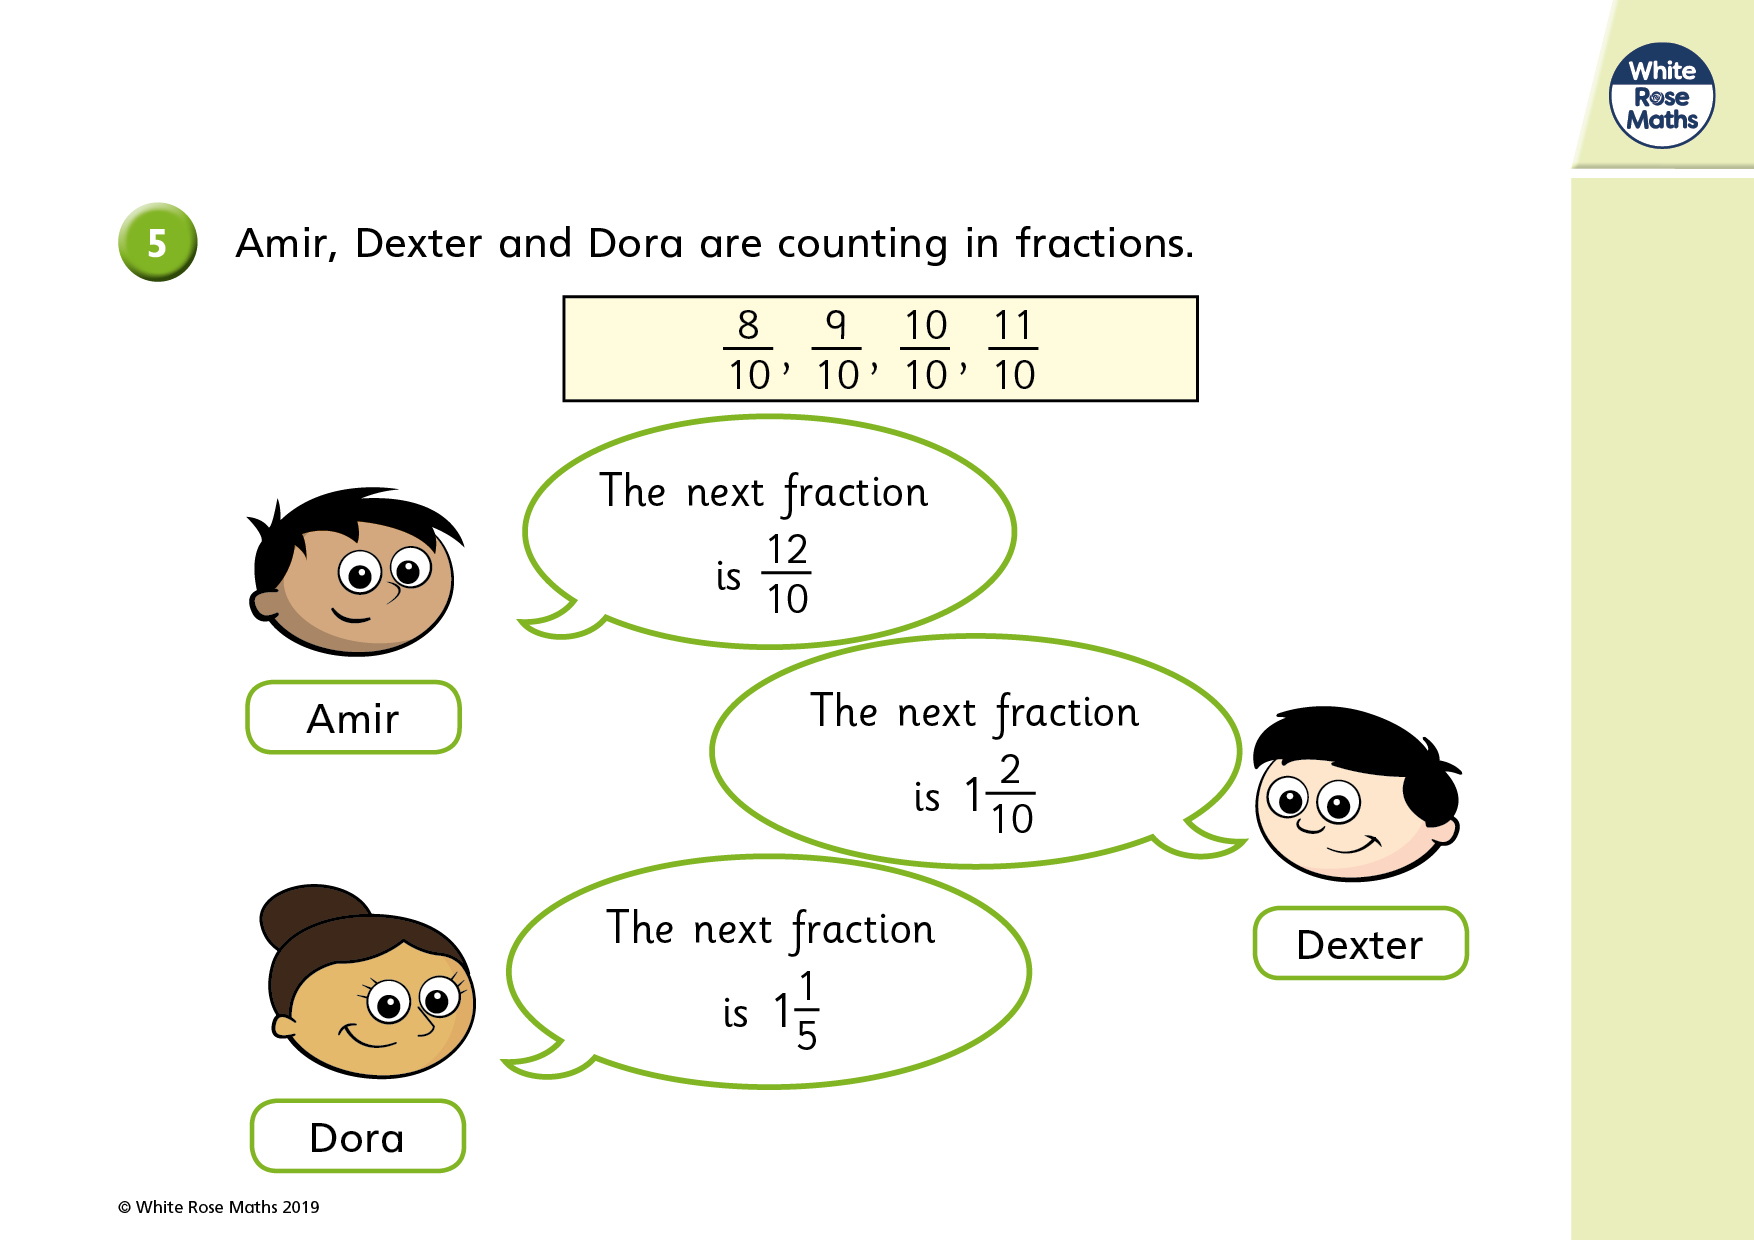 White
Rose
Maths
5 Amir, Dexter and Dora are counting in fractions.
8/10, 9/10, 10/10, 11/10
The next fraction
is 12/10
Amir
The next fraction
is 1 2/10
Dexter
The next fraction
is 1 1/5
Dora
© White Rose Maths 2019